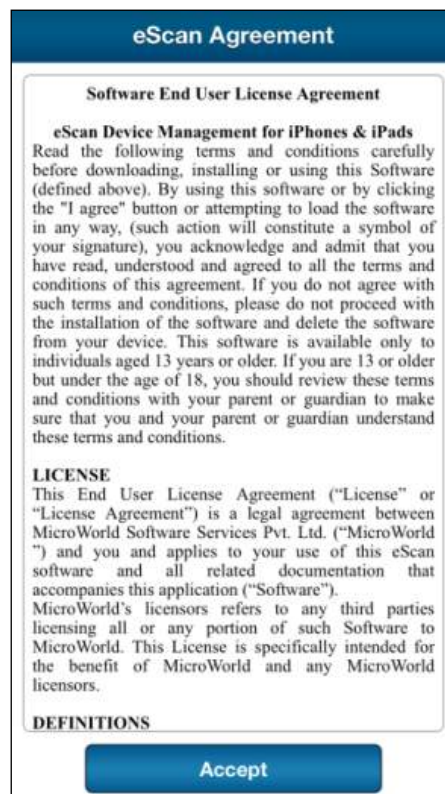 eScan Agreement
Software End User License Agreement
eScan Device Management for iPhones & iPads
Read the following terms and conditions carefully
before downloading, installing or using this Software
(defined above). By using this software or by clicking
the "I agree" button or attempting to load the software
in any way, (such action will constitute a symbol of
your signature), you acknowledge and admit that you
have read, understood and agreed to all the terms and
conditions of this agreement. If you do not agree with
such terms and conditions, please do not proceed with
the installation of the software and delete the software
from your device. This software is available only to
individuals aged 13 years or older. If you are 13 or older
but under the age of 18, you should review these terms
and conditions with your parent or guardian to make
sure that you and your parent or guardian understand
these terms and conditions.
LICENSE
This End User License Agreement (“License” or
“License Agreement”) is a legal agreement between
MicroWorld Software Services Pvt. Ltd. (“MicroWorld
”) and you and applies to your use of this eScan
software and all related documentation that
accompanies this application (“Software”).
MicroWorld’s licensors refers to any third parties
licensing all or any portion of such Software to
MicroWorld. This License is specifically intended for
the benefit of MicroWorld and any MicroWorld
licensors.
DEFINITIONS
Accept